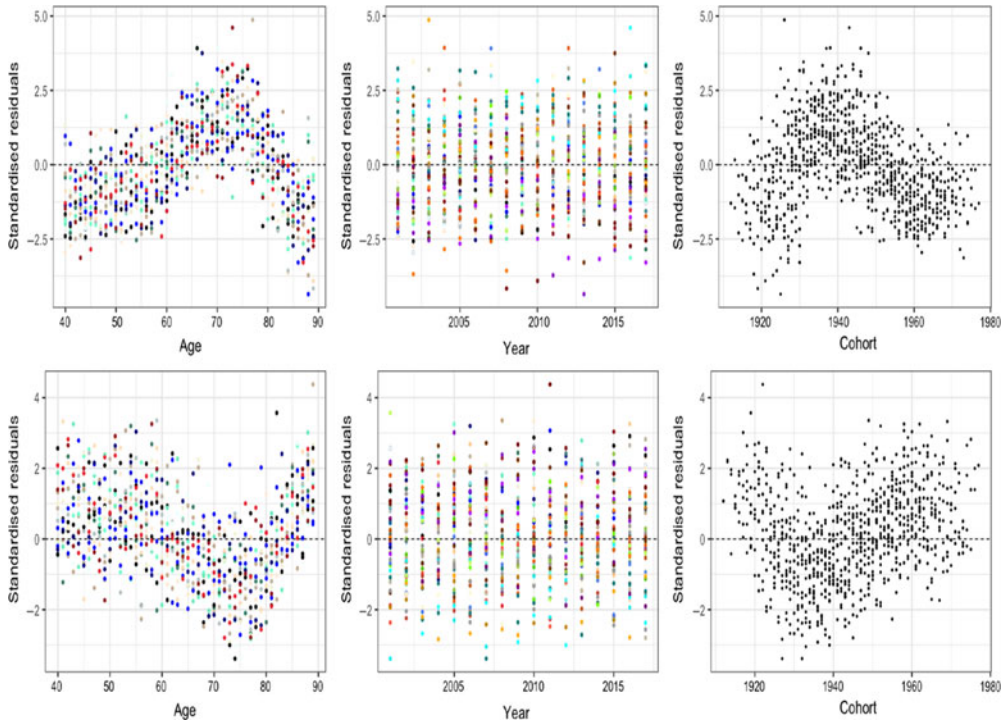 Standardised residuals
5.0
2.5
0.0
−2.5
40 50 60 70 80 90
Age
Standardised residuals
5.0
2.5
0.0
−2.5
2005 2010 2015
Year
Standardised residuals
5.0
2.5
0.0
−2.5
1920 1940 1960 1980
Cohort
Standardised residuals
4
2
0
−2
40 50 60 70 80 90
Age
Standardised residuals
4
2
0
−2
2005 2010 2015
Year
Standardised residuals
4
2
0
−2
1920 1940 1960 1980
Cohort